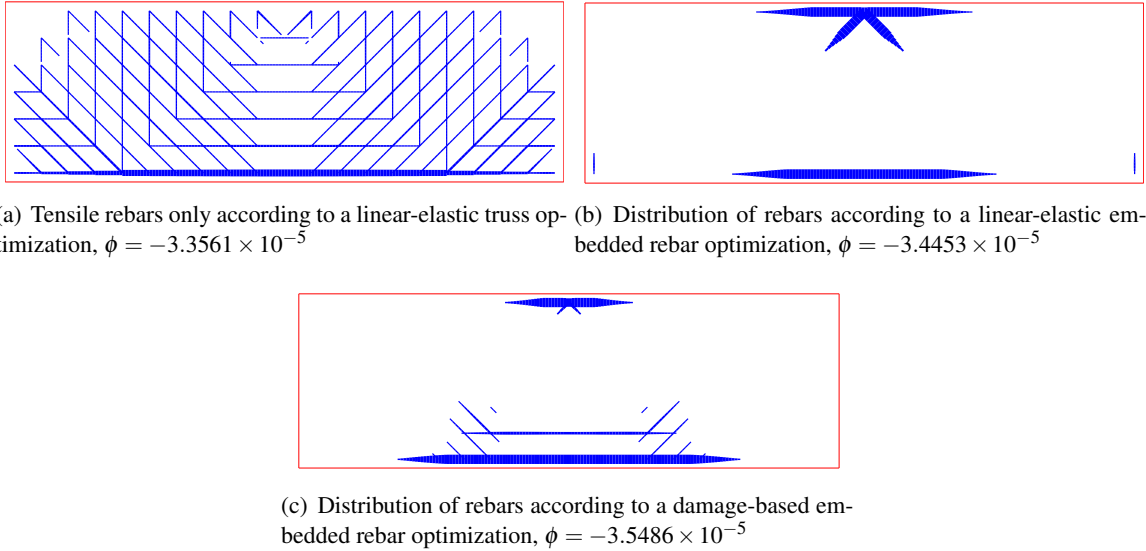 (a) Tensile rebars only according to a linear-elastic truss op-
timization, ϕ = −3.3561 × 10⁻⁵
(b) Distribution of rebars according to a linear-elastic em-
bedded rebar optimization, ϕ = −3.4453 × 10⁻⁵
(c) Distribution of rebars according to a damage-based em-
bedded rebar optimization, ϕ = −3.5486 × 10⁻⁵